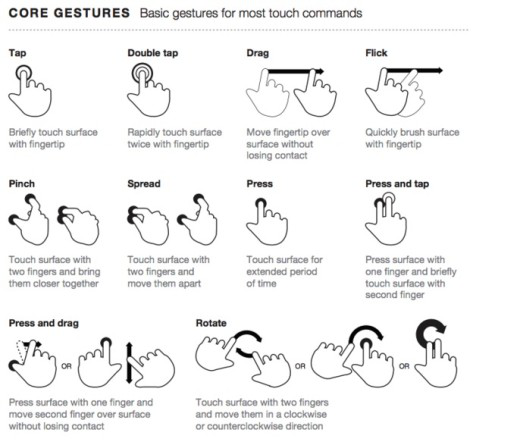 CORE GESTURES Basic gestures for most touch commands
Tap
Briefly touch surface
with fingertip
Double tap
Rapidly touch surface
twice with fingertip
Drag
Move fingertip over
surface without
losing contact
Flick
Quickly brush surface
with fingertip
Pinch
Touch surface with
two fingers and bring
them closer together
Spread
Touch surface with
two fingers and
move them apart
Press
Touch surface for
extended period
of time
Press and tap
Press surface with
one finger and briefly
touch surface with
second finger
Press and drag
OR
Press surface with one finger and
move second finger over surface
without losing contact
Rotate
OR
OR
Touch surface with two fingers
and move them in a clockwise
or counterclockwise direction